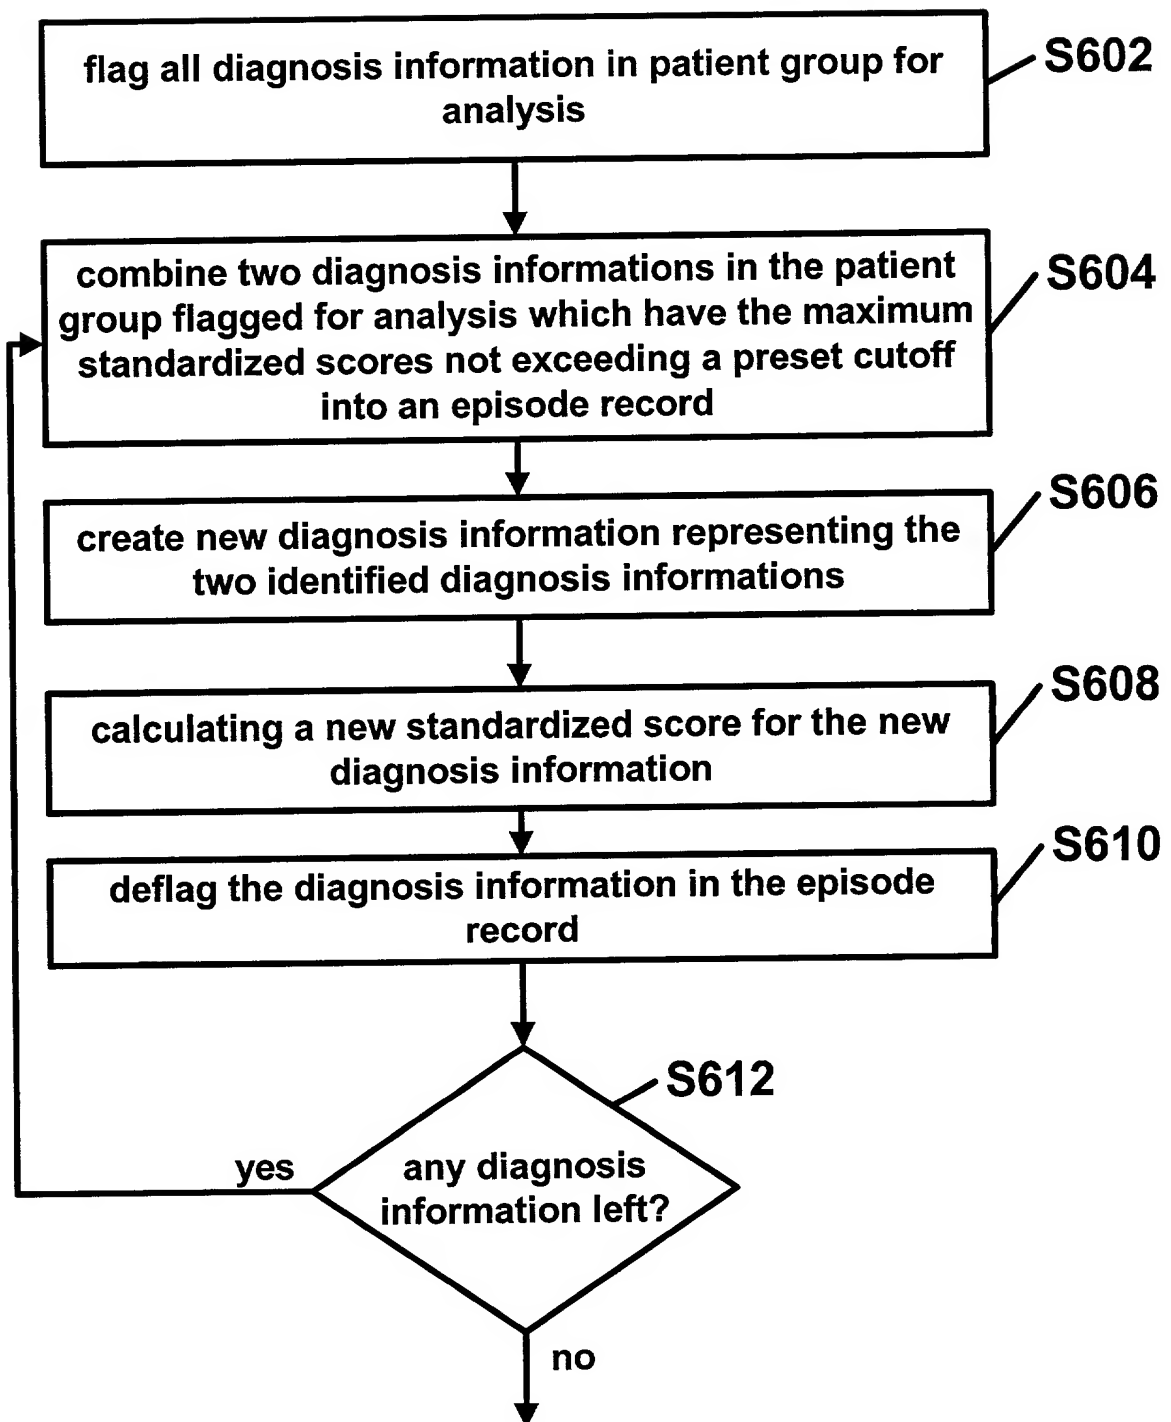 flag all diagnosis information in patient group for
analysis
S602
combine two diagnosis informations in the patient
group flagged for analysis which have the maximum
standardized scores not exceeding a preset cutoff
into an episode record
S604
create new diagnosis information representing the
two identified diagnosis informations
S606
calculating a new standardized score for the new
diagnosis information
S608
deflag the diagnosis information in the episode
record
S610
S612
any diagnosis
information left?
yes
no